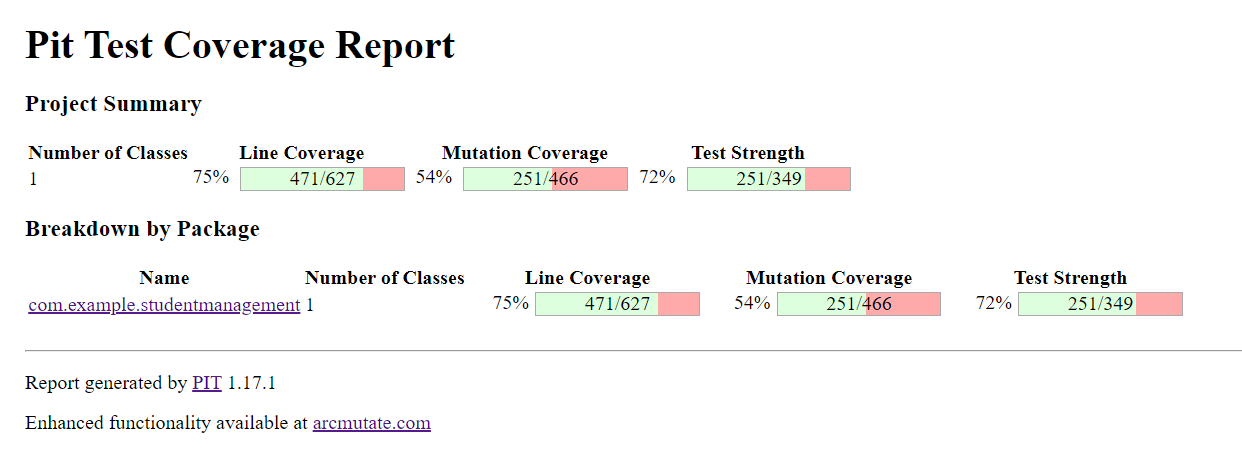 Pit Test Coverage Report
Project Summary
Number of Classes Line Coverage Mutation Coverage Test Strength
1 75% 471/627 54% 251/466 72% 251/349
Breakdown by Package
Name Number of Classes Line Coverage Mutation Coverage Test Strength
com.example.studentmanagement 1 75% 471/627 54% 251/466 72% 251/349
Report generated by PIT 1.17.1
Enhanced functionality available at arcmutate.com